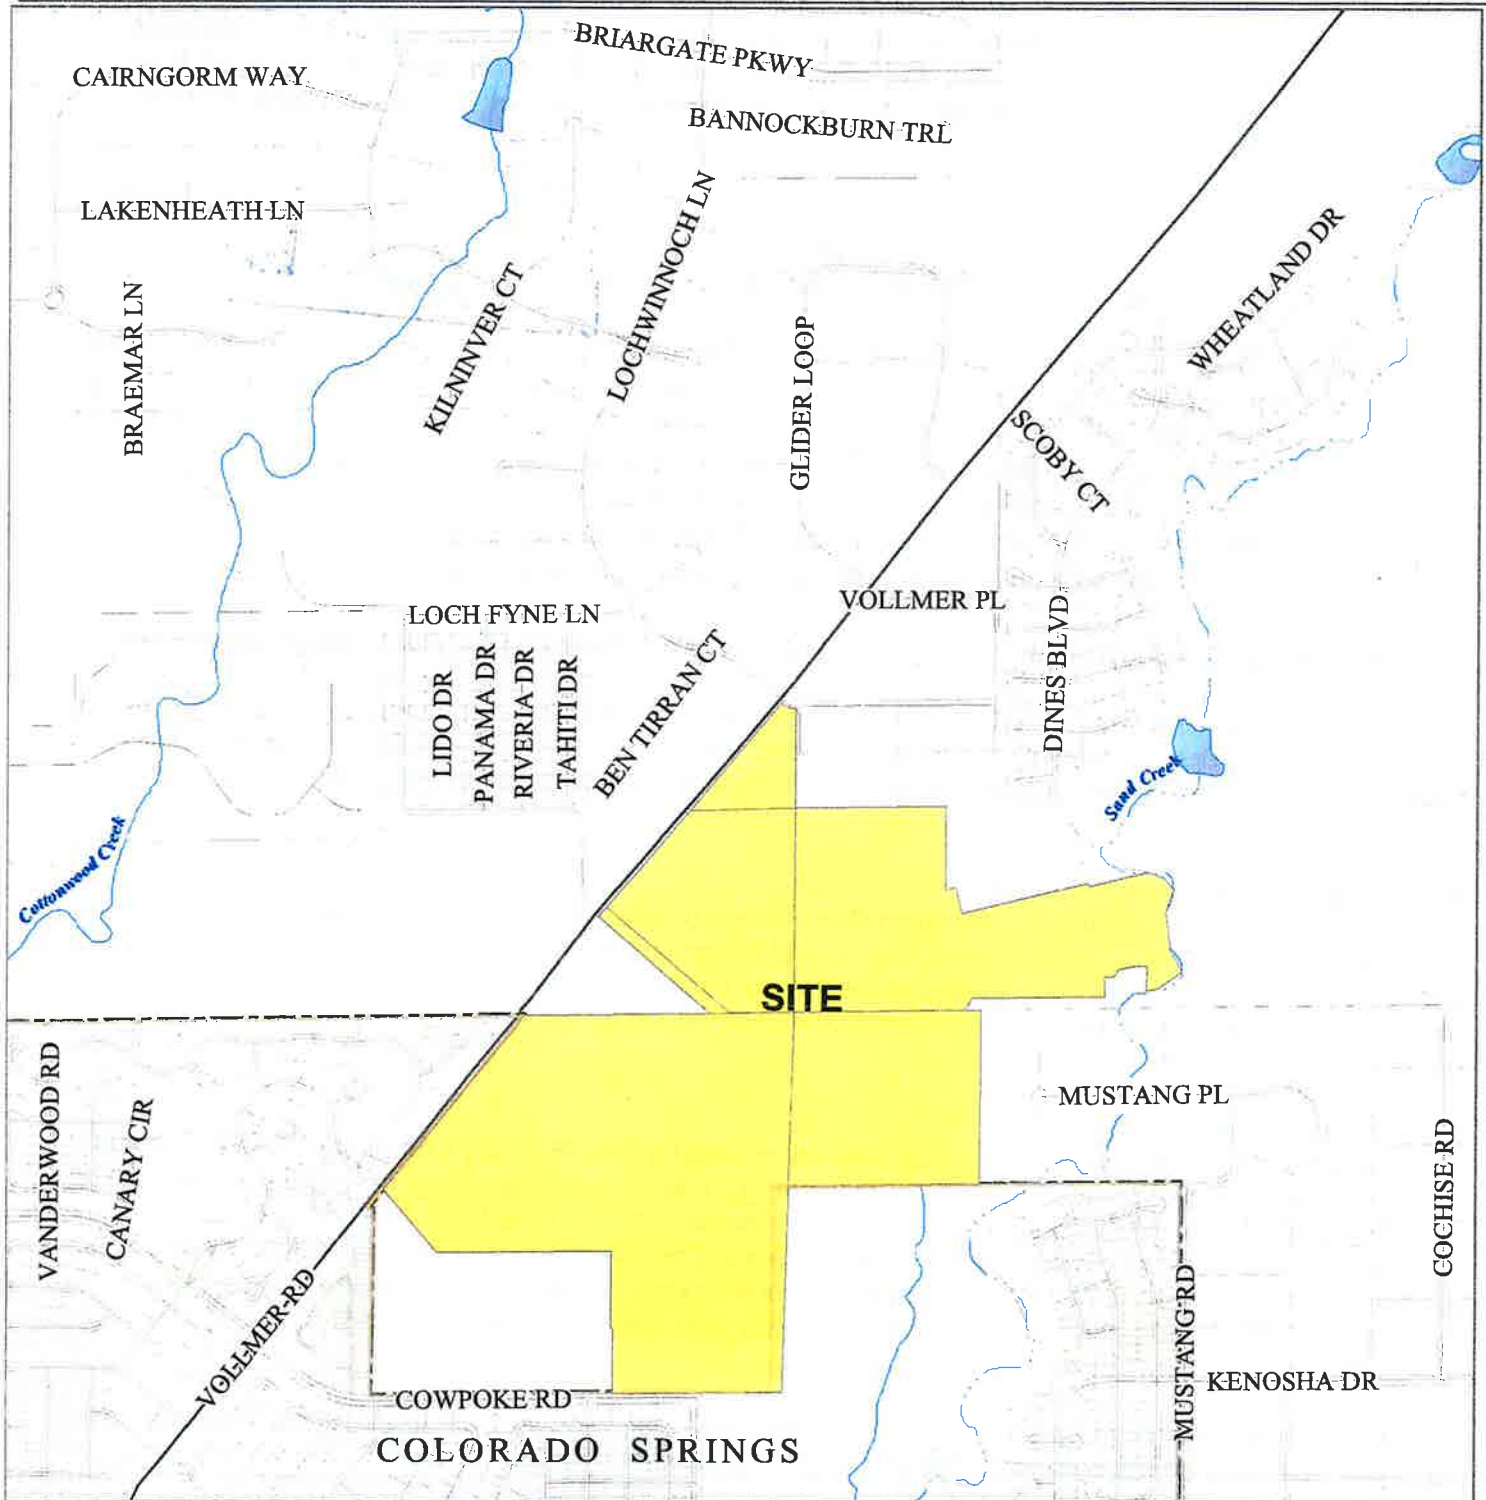 BRIARGATE PKWY
CAIRNGORM WAY
BANNOCKBURN TRL
LAKENHEATH LN
LOCHWINNOCH LN
WHEATLAND DR
KILNINVER CT
BRAEMAR LN
GLIDER LOOP
SCOBY CT
VOLLMER PL
LOCH FYNE LN
DINES BLVD
LIDO DR
PANAMA DR
RIVERIA DR
TAHITI DR
BEN TIRRAN CT
Sand Creek
Cottonwood Creek
SITE
VANDERWOOD RD
CANARY CIR
MUSTANG PL
COCHISE RD
VOLLMER RD
MUSTANG RD
KENOSHA DR
COWPOKE RD
COLORADO SPRINGS